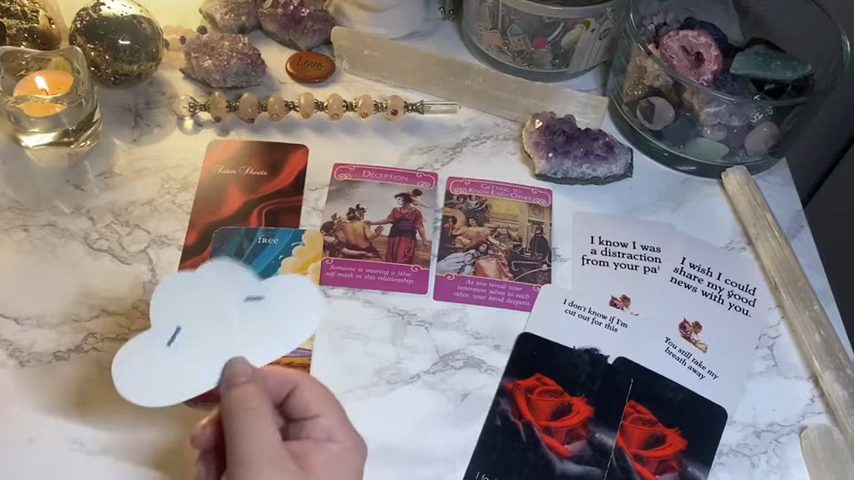 Love
Satin Sheets
Deception
Someone is wearing a false
self mask in this relationship.
Getting to
Know Each Other
As you reveal your
innermost selves to each
other, your bond deepens.
I know I was
a distraction
from your
I wish I could
share my good
news with you.
I don't know if I'm
cut out for this
You still take my
breath away.